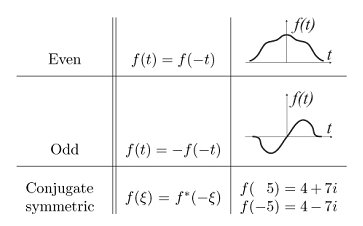 f(t)
Even f(t) = f(−t) t
f(t)
Odd f(t) = −f(−t) t
Conjugate symmetric f(ξ) = f*(−ξ) f( 5) = 4 + 7i
f(−5) = 4 − 7i